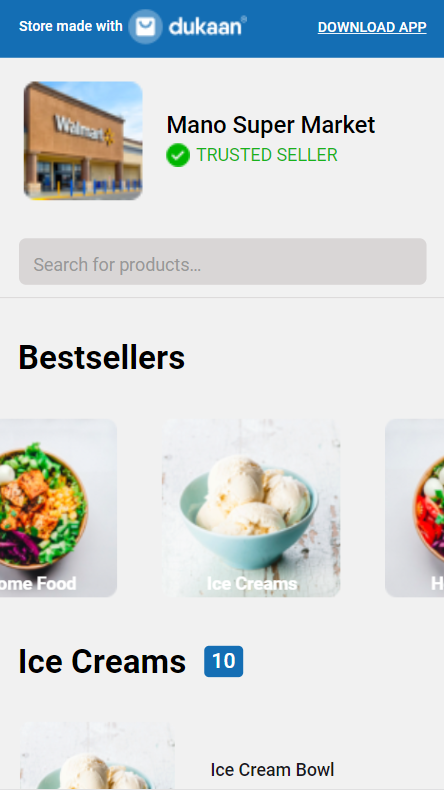 Store made with dukaan®
DOWNLOAD APP
Walmart
Mano Super Market
TRUSTED SELLER
Search for products...
Bestsellers
ome Food
Ice Creams
H
Ice Creams 10
Ice Cream Bowl